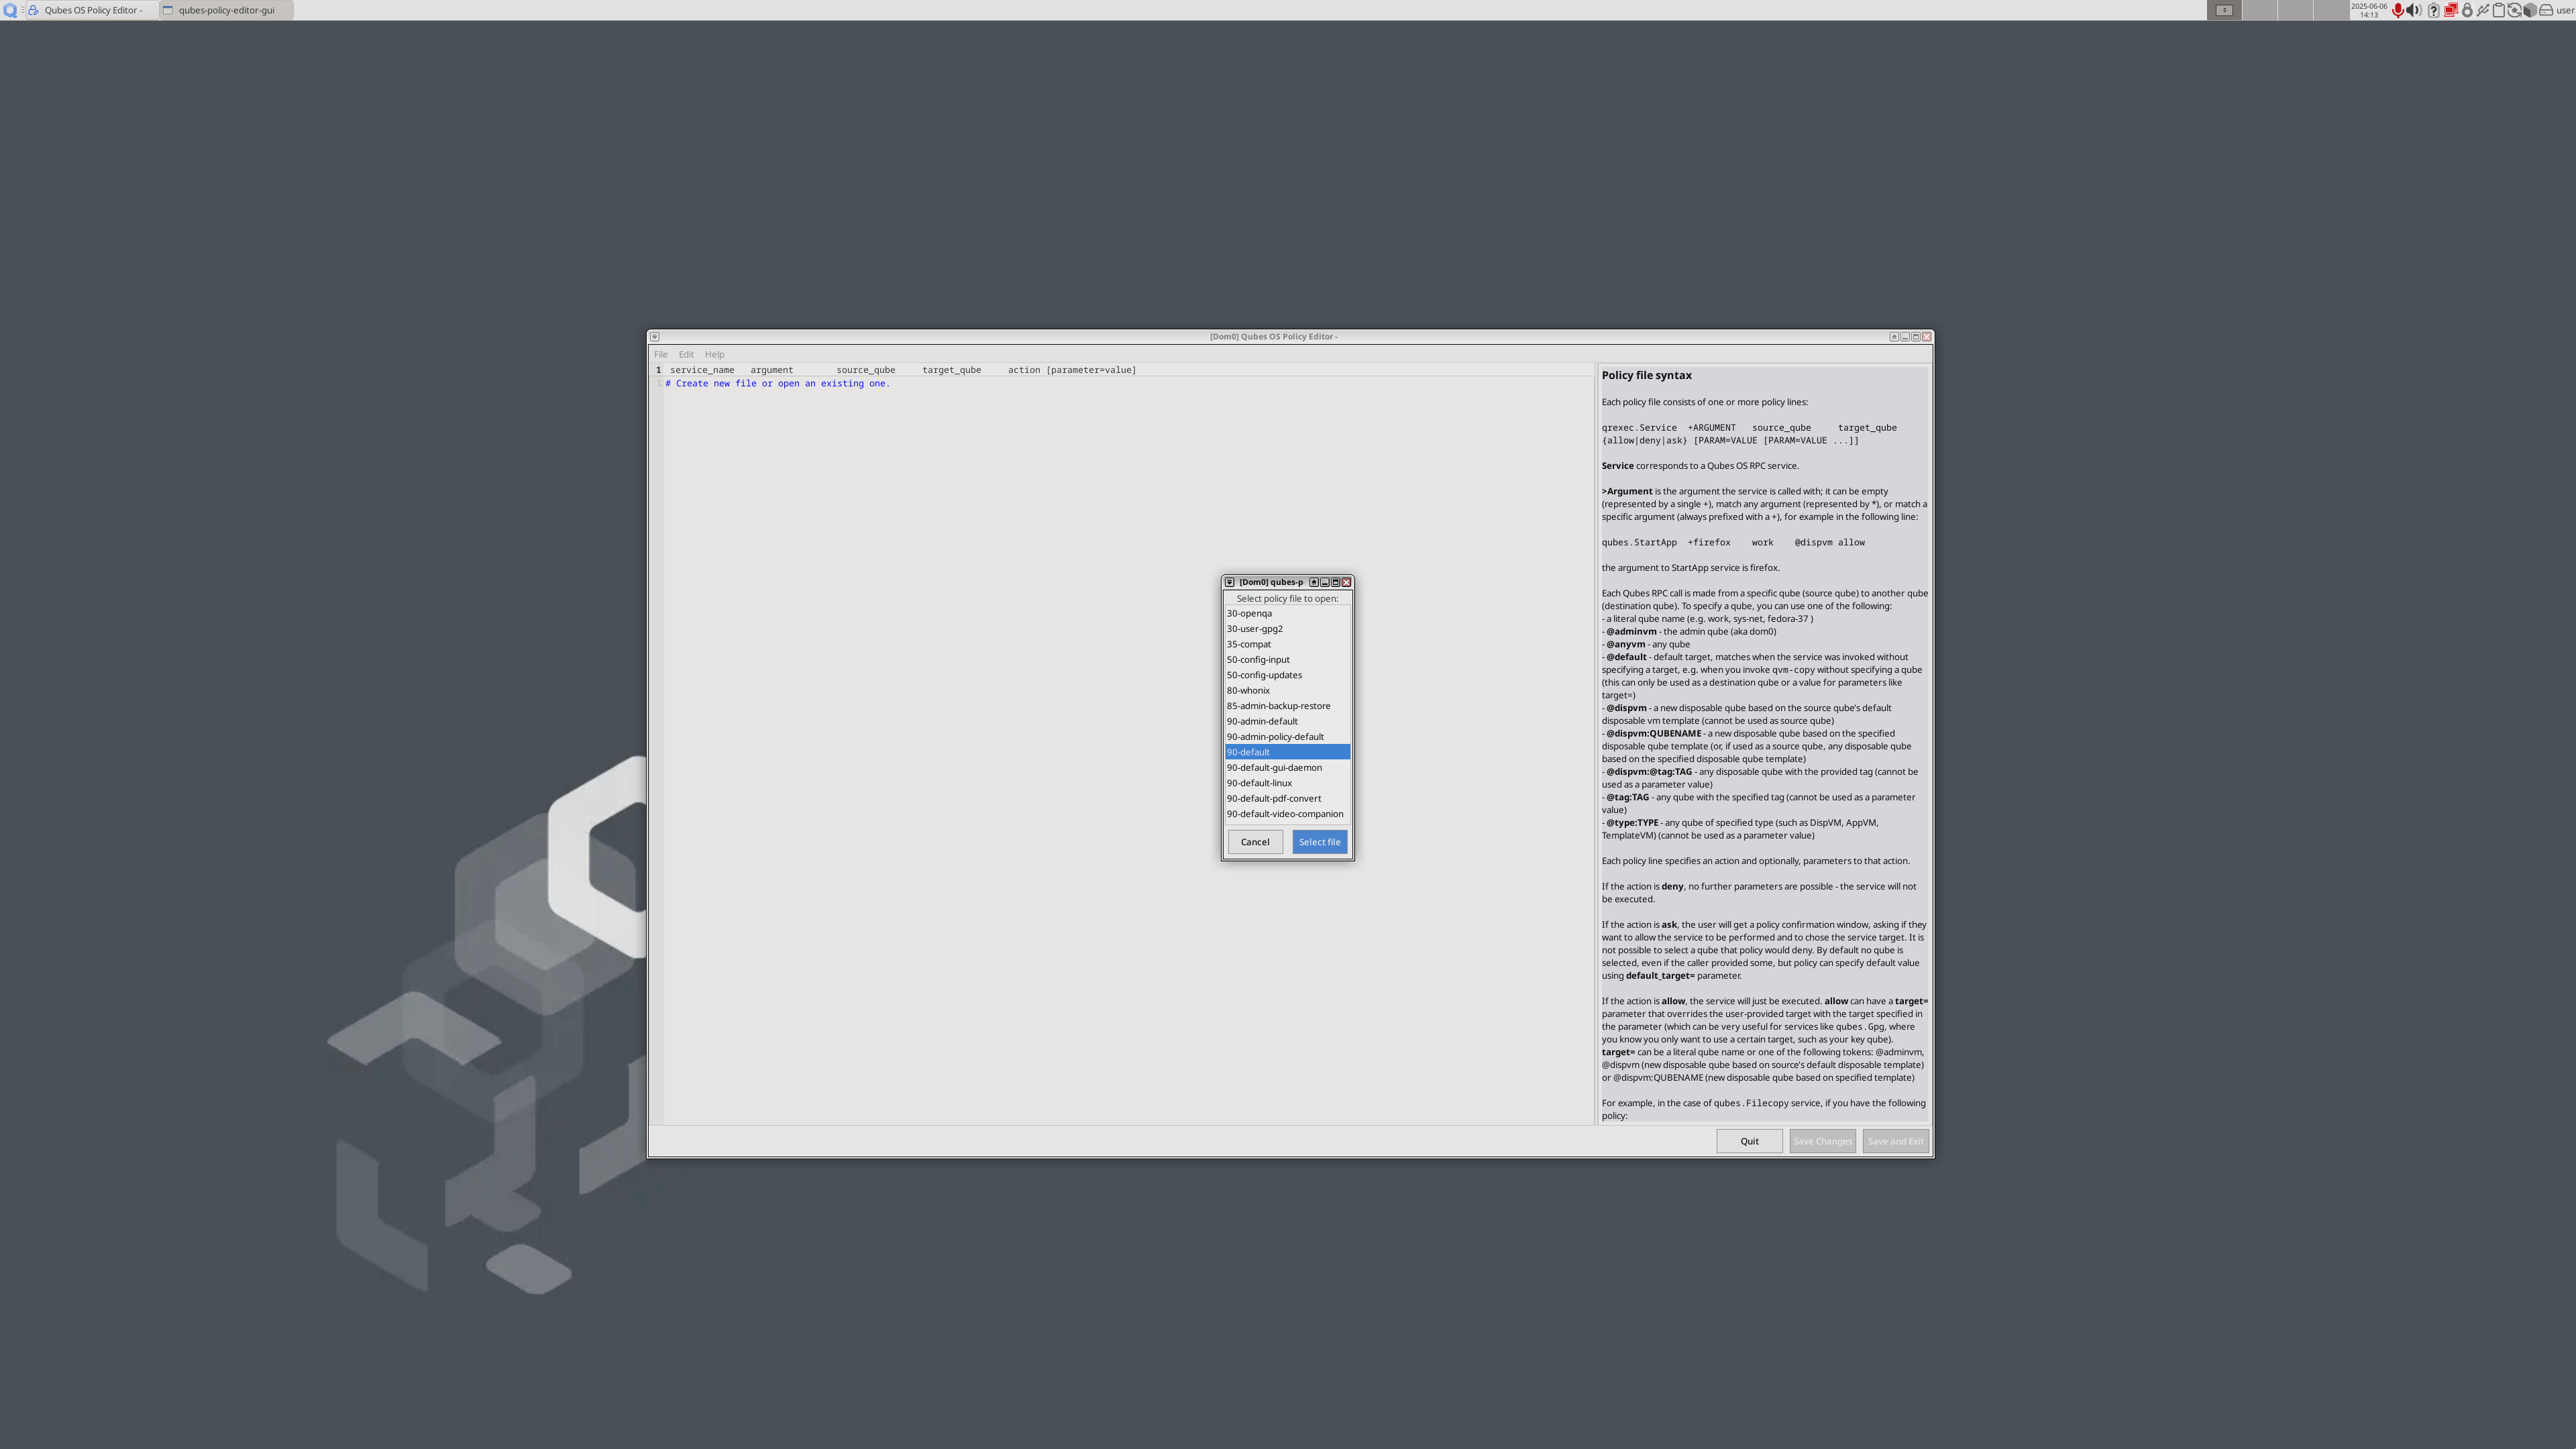 Qubes OS Policy Editor -
qubes-policy-editor-gui
2025-06-06
14:13
user
[Dom0] Qubes OS Policy Editor -
File Edit Help
1 service_name argument source_qube target_qube action [parameter=value]
1 # Create new file or open an existing one.
[Dom0] qubes-p
Select policy file to open:
30-openqa
30-user-gpg2
35-compat
50-config-input
50-config-updates
80-whonix
85-admin-backup-restore
90-admin-default
90-admin-policy-default
90-default
90-default-gui-daemon
90-default-linux
90-default-pdf-convert
90-default-video-companion
Cancel
Select file
Policy file syntax
Each policy file consists of one or more policy lines:
qrexec.Service +ARGUMENT source_qube target_qube
{allow|deny|ask} [PARAM=VALUE [PARAM=VALUE ...]]
Service corresponds to a Qubes OS RPC service.
>Argument is the argument the service is called with; it can be empty
(represented by a single +), match any argument (represented by *), or match a
specific argument (always prefixed with a +), for example in the following line:
qubes.StartApp +firefox work @dispvm allow
the argument to StartApp service is firefox.
Each Qubes RPC call is made from a specific qube (source qube) to another qube
(destination qube). To specify a qube, you can use one of the following:
- a literal qube name (e.g. work, sys-net, fedora-37 )
- @adminvm - the admin qube (aka dom0)
- @anyvm - any qube
- @default - default target, matches when the service was invoked without
specifying a target, e.g. when you invoke qvm-copy without specifying a qube
(this can only be used as a destination qube or a value for parameters like
target=)
- @dispvm - a new disposable qube based on the source qube's default
disposable vm template (cannot be used as source qube)
- @dispvm:QUBENAME - a new disposable qube based on the specified
disposable qube template (or, if used as a source qube, any disposable qube
based on the specified disposable qube template)
- @dispvm:@tag:TAG - any disposable qube with the provided tag (cannot be
used as a parameter value)
- @tag:TAG - any qube with the specified tag (cannot be used as a parameter
value)
- @type:TYPE - any qube of specified type (such as DispVM, AppVM,
TemplateVM) (cannot be used as a parameter value)
Each policy line specifies an action and optionally, parameters to that action.
If the action is deny, no further parameters are possible - the service will not
be executed.
If the action is ask, the user will get a policy confirmation window, asking if they
want to allow the service to be performed and to chose the service target. It is
not possible to select a qube that policy would deny. By default no qube is
selected, even if the caller provided some, but policy can specify default value
using default_target= parameter.
If the action is allow, the service will just be executed. allow can have a target=
parameter that overrides the user-provided target with the target specified in
the parameter (which can be very useful for services like qubes.Gpg, where
you know you only want to use a certain target, such as your key qube).
target= can be a literal qube name or one of the following tokens: @adminvm,
@dispvm (new disposable qube based on source's default disposable template)
or @dispvm:QUBENAME (new disposable qube based on specified template)
For example, in the case of qubes.Filecopy service, if you have the following
policy:
Quit
Save Changes
Save and Exit